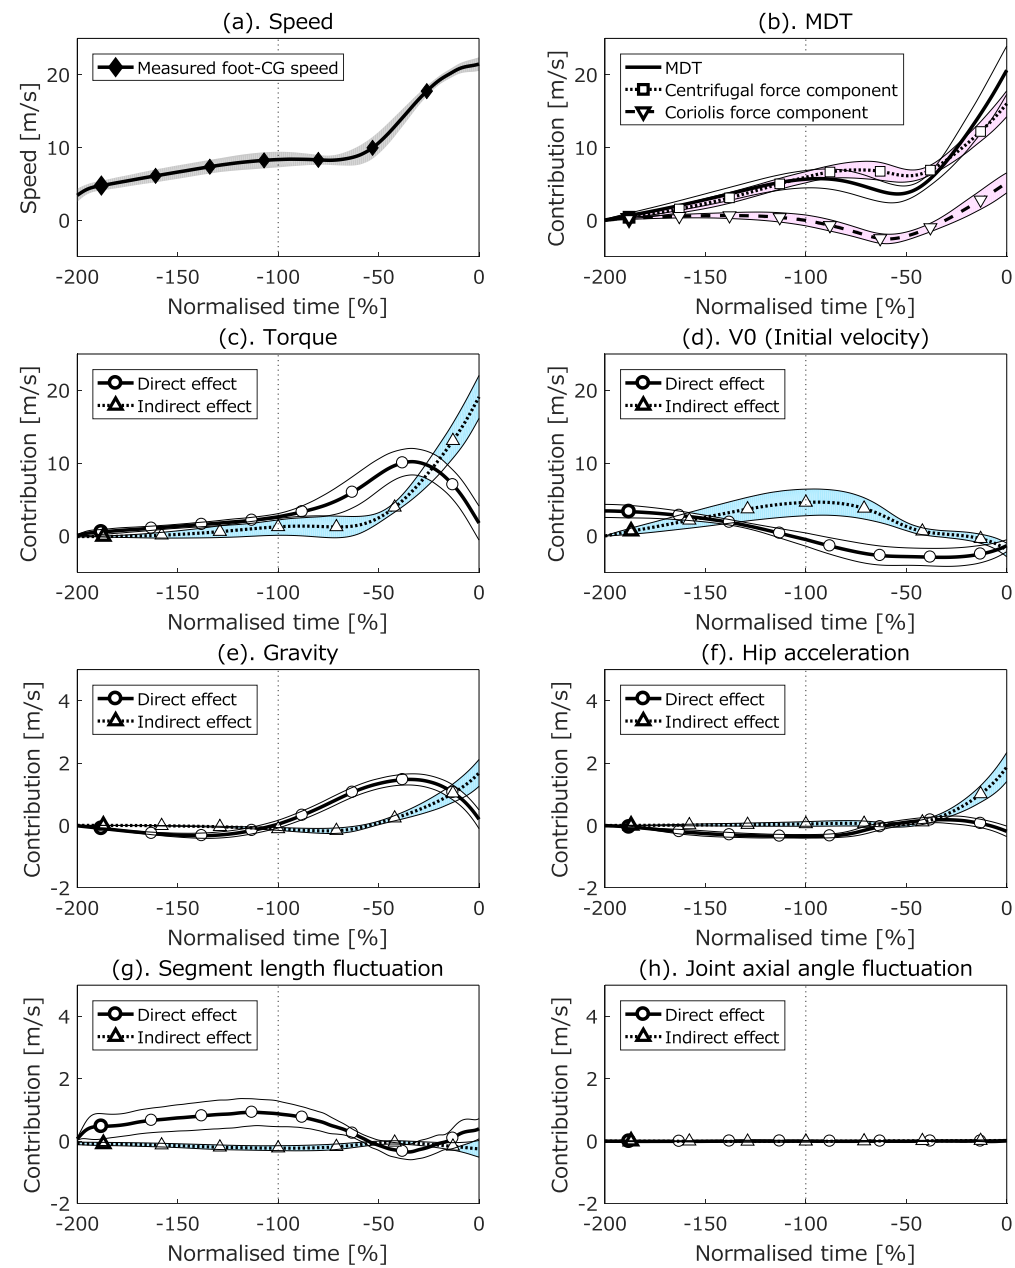 (a). Speed
Speed [m/s]
20
10
0
Measured foot-CG speed
-200
-150
-100
-50
0
Normalised time [%]
(b). MDT
Contribution [m/s]
20
10
0
MDT
Centrifugal force component
Coriolis force component
-200
-150
-100
-50
0
Normalised time [%]
(c). Torque
Contribution [m/s]
20
10
0
Direct effect
Indirect effect
-200
-150
-100
-50
0
Normalised time [%]
(d). V0 (Initial velocity)
Contribution [m/s]
20
10
0
Direct effect
Indirect effect
-200
-150
-100
-50
0
Normalised time [%]
(e). Gravity
Contribution [m/s]
4
2
0
-2
Direct effect
Indirect effect
-200
-150
-100
-50
0
Normalised time [%]
(f). Hip acceleration
Contribution [m/s]
4
2
0
-2
Direct effect
Indirect effect
-200
-150
-100
-50
0
Normalised time [%]
(g). Segment length fluctuation
Contribution [m/s]
4
2
0
-2
Direct effect
Indirect effect
-200
-150
-100
-50
0
Normalised time [%]
(h). Joint axial angle fluctuation
Contribution [m/s]
4
2
0
-2
Direct effect
Indirect effect
-200
-150
-100
-50
0
Normalised time [%]